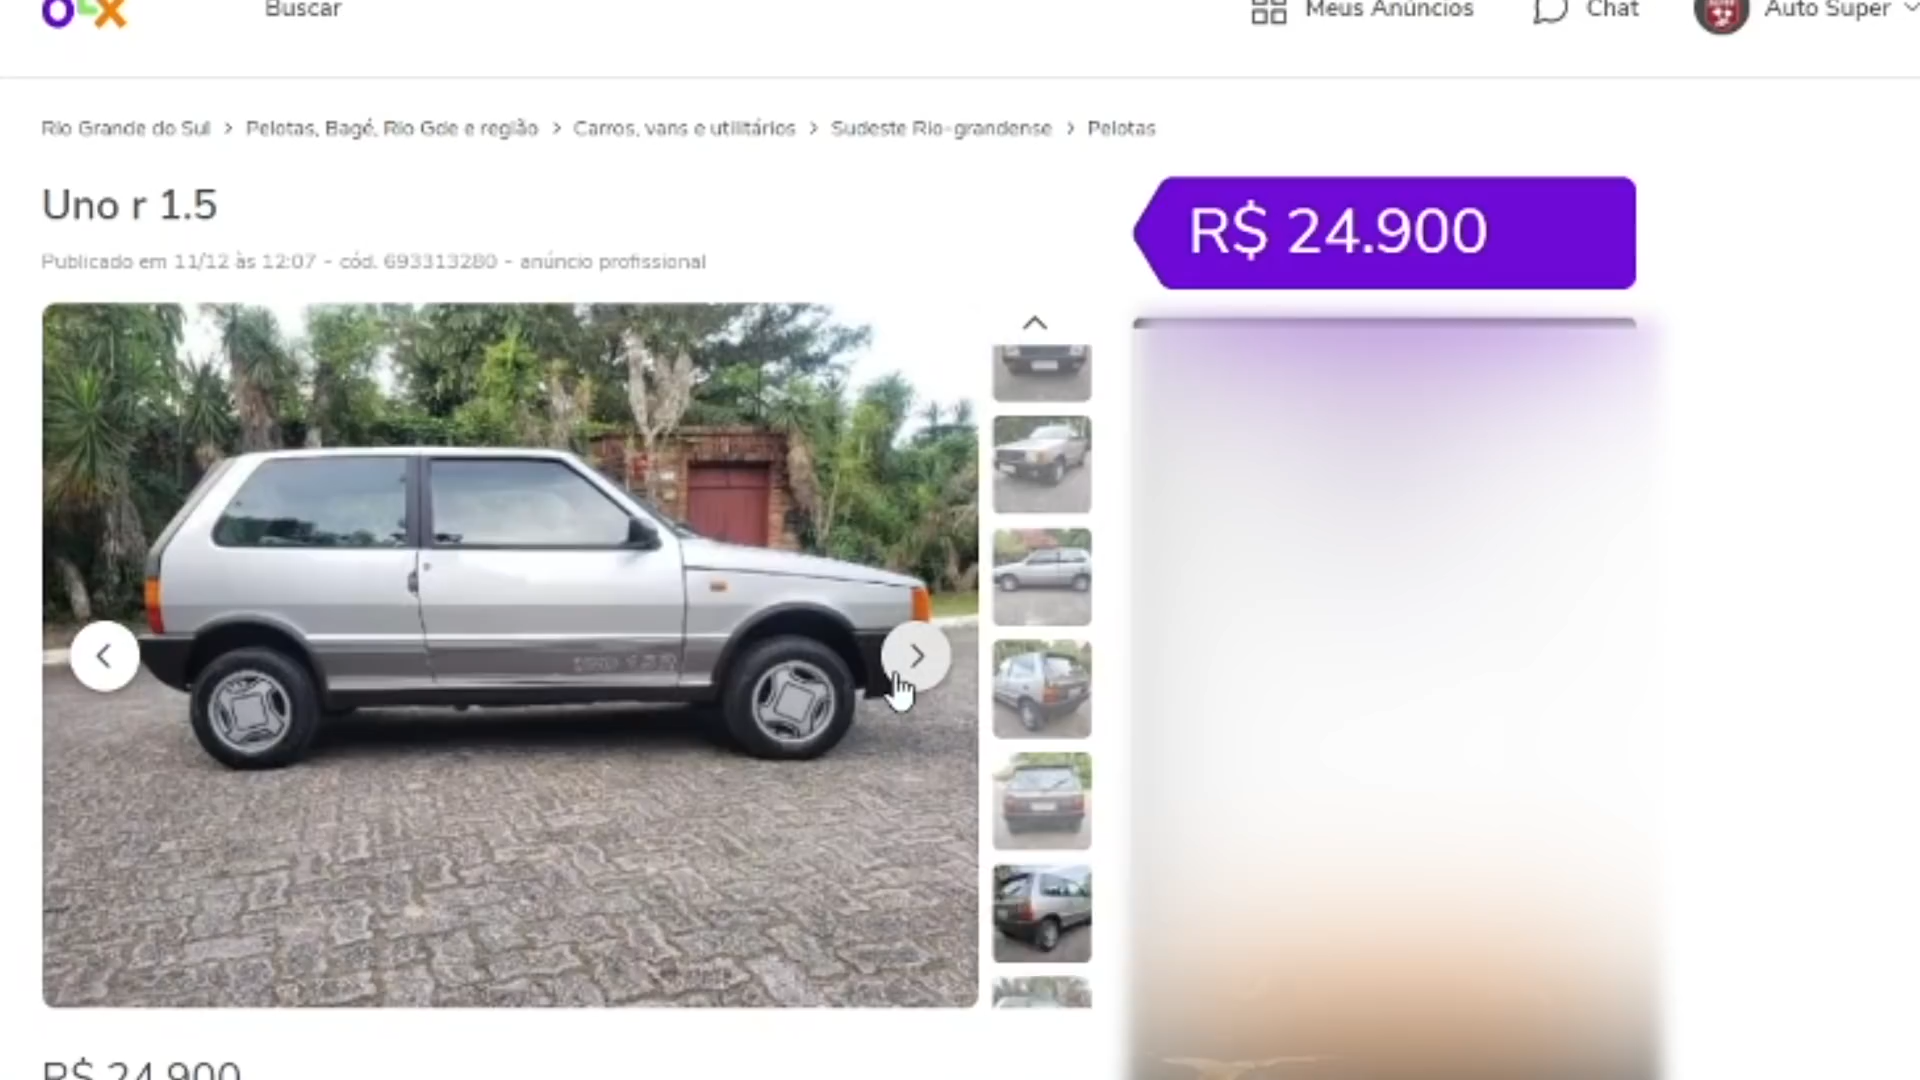 OLX
Buscar
Meus Anúncios
Chat
Auto Super
Rio Grande do Sul > Pelotas, Bagé, Rio Gde e região > Carros, vans e utilitários > Sudeste Rio-grandense > Pelotas
Uno r 1.5
Publicado em 11/12 às 12:07 - cód. 693313280 - anúncio profissional
R$ 24.900
R$ 24.900